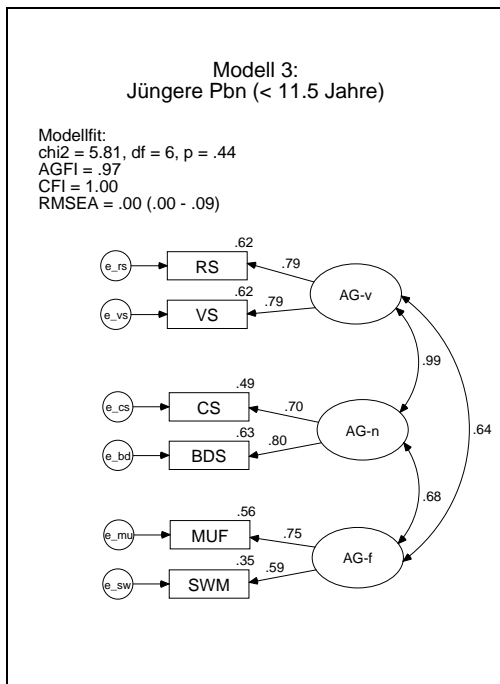 Modell 3:
Jüngere Pbn (< 11.5 Jahre)
Modellfit:
chi2 = 5.81, df = 6, p = .44
AGFI = .97
CFI = 1.00
RMSEA = .00 (.00 - .09)
.62
e_rs
RS
.79
AG-v
.62
e_vs
VS
.79
.99
.49
e_cs
CS
.70
AG-n
.64
.63
e_bd
BDS
.80
.68
.56
e_mu
MUF
.75
AG-f
.35
e_sw
SWM
.59